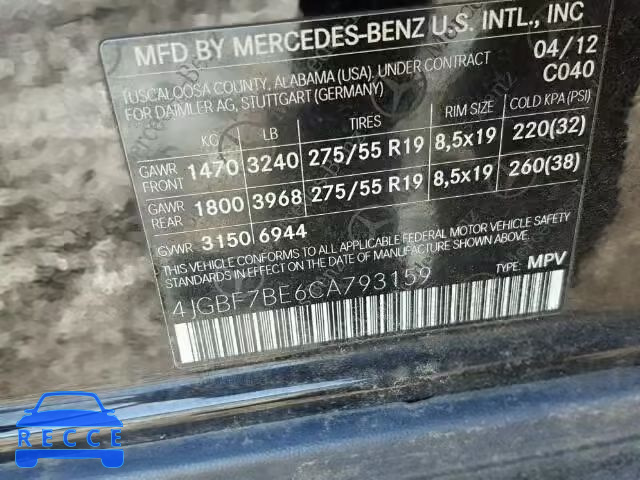 MFD BY MERCEDES-BENZ U.S. INTL., INC
TUSCALOOSA COUNTY, ALABAMA (USA). UNDER CONTRACT 04/12
FOR DAIMLER AG, STUTTGART (GERMANY) C040
KG LB TIRES RIM SIZE COLD KPA (PSI)
GAWR FRONT 1470 3240 275/55 R19 8,5x19 220(32)
GAWR REAR 1800 3968 275/55 R19 8,5x19 260(38)
GVWR 3150 6944
THIS VEHICLE CONFORMS TO ALL APPLICABLE FEDERAL MOTOR VEHICLE SAFETY
STANDARDS IN EFFECT ON THE DATE OF MANUFACTURE SHOWN ABOVE.
4JGBF7BE6CA793159 TYPE: MPV
RECCE